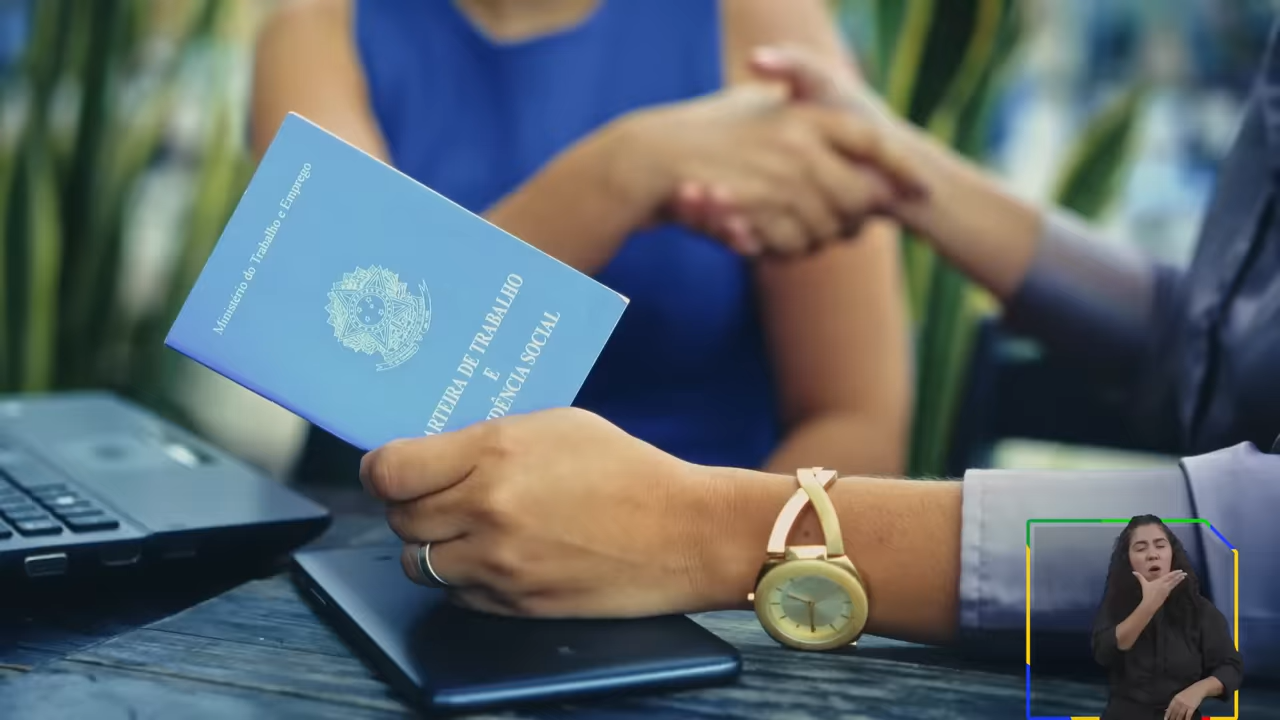 Ministério do Trabalho e Emprego
ARTEIRA DE TRABALHO
E
DÊNCIA SOCIAL